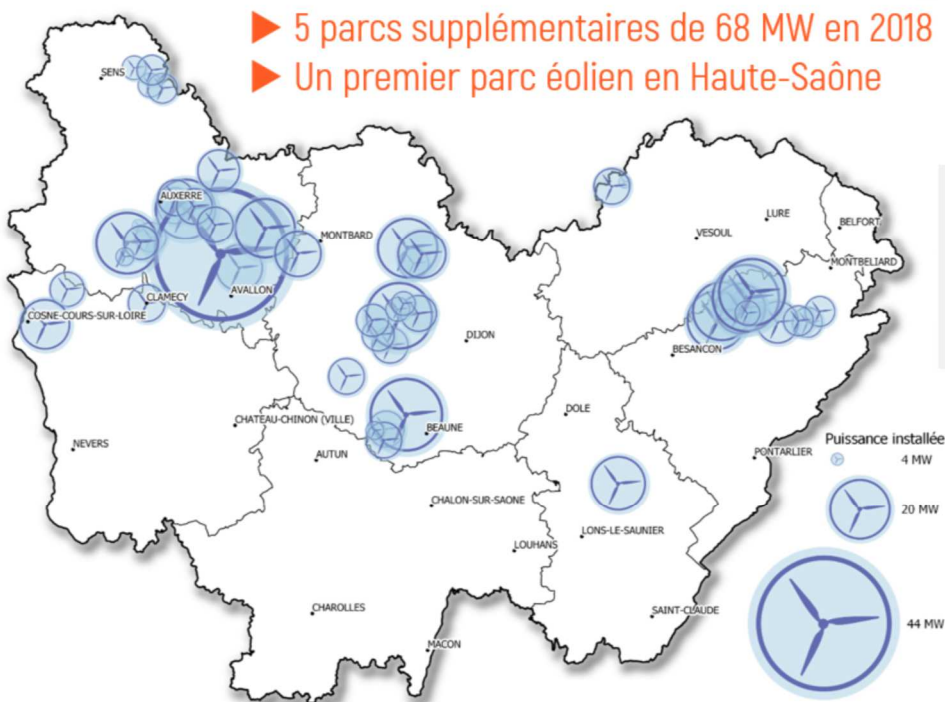 ▶ 5 parcs supplémentaires de 68 MW en 2018
▶ Un premier parc éolien en Haute-Saône
SENS
AUXERRE
MONTBARD
LURE
BELFORT
VESOUL
MONTBELIARD
AVALLON
CLAMECY
COSNE-COURS-SUR-LOIRE
DIJON
BESANCON
DOLE
CHATEAU-CHINON (VILLE)
BEAUNE
NEVERS
AUTUN
PONTARLIER
Puissance installée
4 MW
20 MW
44 MW
CHALON-SUR-SAONE
LONS-LE-SAUNIER
LOUHANS
CHAROLLES
SAINT-CLAUDE
MACON